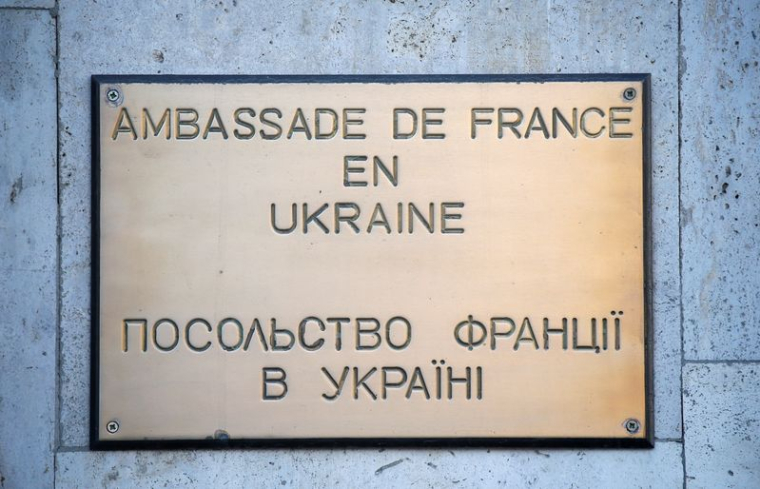 AMBASSADE DE FRANCE
EN
UKRAINE
ПОСОЛЬСТВО ФРАНЦІЇ
В УКРАЇНІ